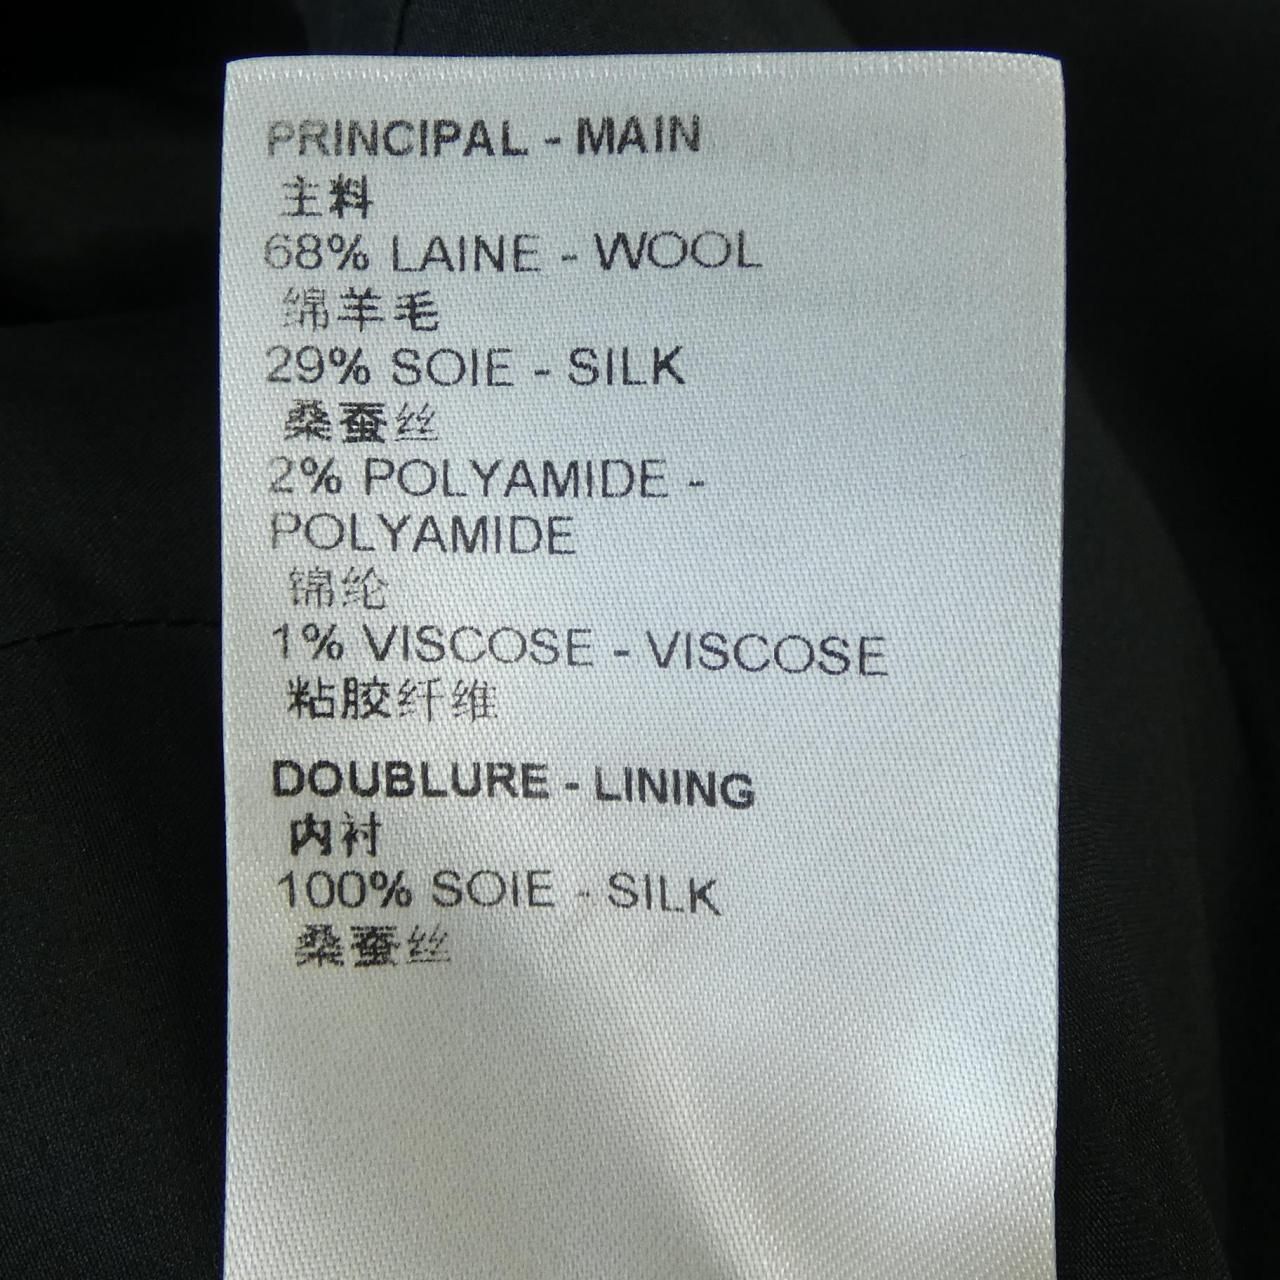 PRINCIPAL - MAIN
主料
68% LAINE - WOOL
绵羊毛
29% SOIE - SILK
桑蚕丝
2% POLYAMIDE -
POLYAMIDE
锦纶
1% VISCOSE - VISCOSE
粘胶纤维
DOUBLURE - LINING
内衬
100% SOIE - SILK
桑蚕丝